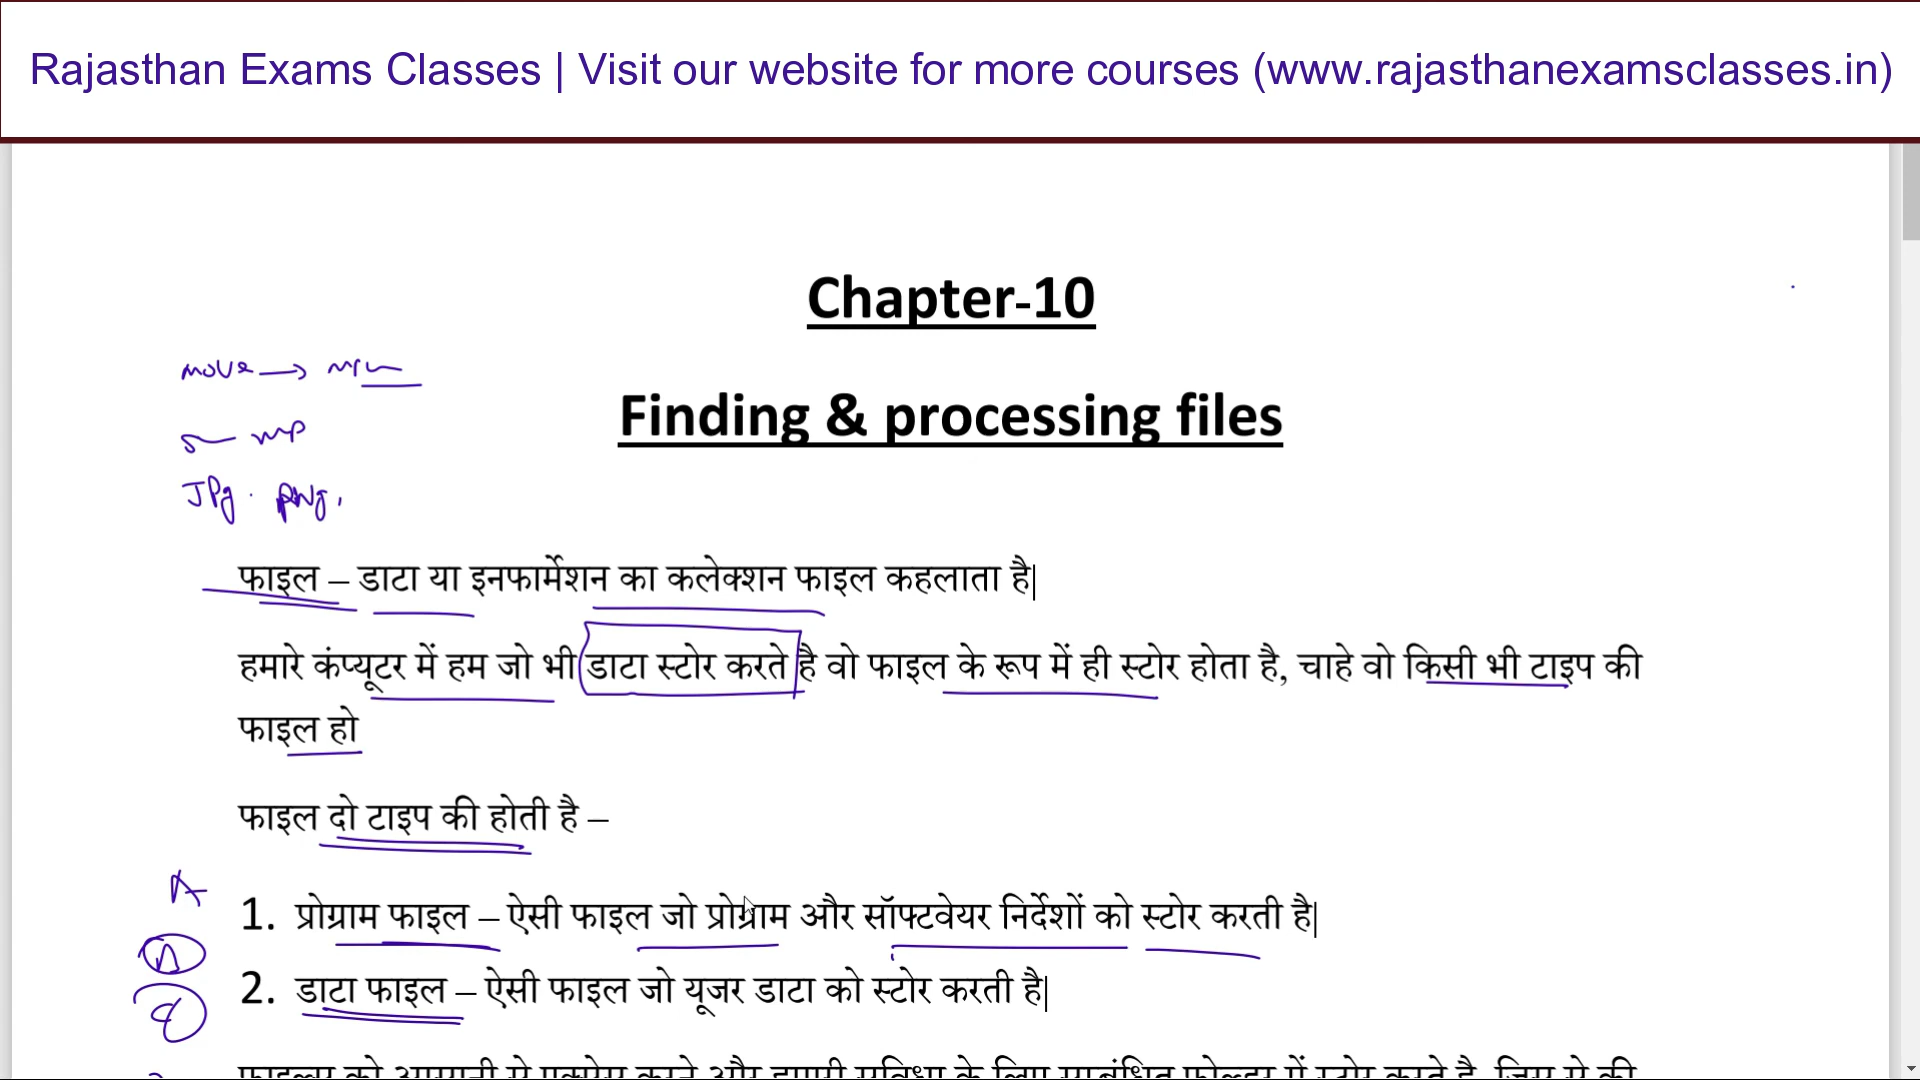 Rajasthan Exams Classes | Visit our website for more courses (www.rajasthanexamsclasses.in)
Chapter-10
move →
Finding & processing files
mp
JPg. PNg,
फाइल – डाटा या इनफार्मेशन का कलेक्शन फाइल कहलाता है|
हमारे कंप्यूटर में हम जो भी डाटा स्टोर करते है वो फाइल के रूप में ही स्टोर होता है, चाहे वो किसी भी टाइप की
फाइल हो
फाइल दो टाइप की होती है –
A
1. प्रोग्राम फाइल – ऐसी फाइल जो प्रोग्राम और सॉफ्टवेयर निर्देशों को स्टोर करती है|
2. डाटा फाइल – ऐसी फाइल जो यूजर डाटा को स्टोर करती है|